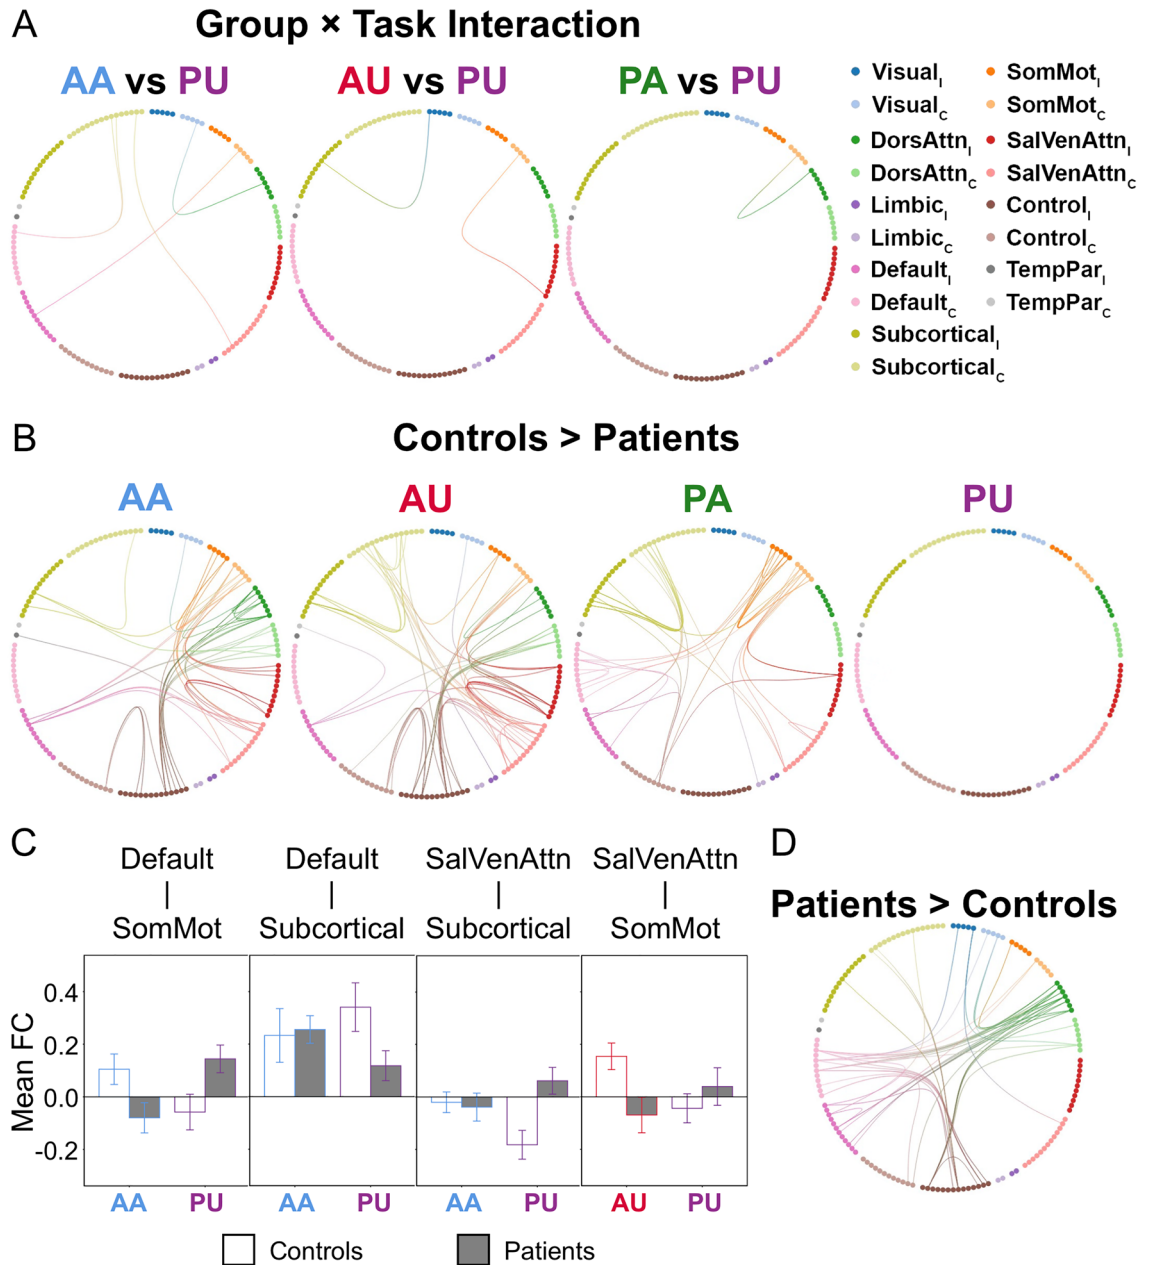 A
Group × Task Interaction
AA vs PU
AU vs PU
PA vs PU
Visual_I
SomMot_I
Visual_C
SomMot_C
DorsAttn_I
SalVenAttn_I
DorsAttn_C
SalVenAttn_C
Limbic_I
Control_I
Limbic_C
Control_C
Default_I
TempPar_I
Default_C
TempPar_C
Subcortical_I
Subcortical_C
B
Controls > Patients
AA
AU
PA
PU
C
Default
|
SomMot
Default
|
Subcortical
SalVenAttn
|
Subcortical
SalVenAttn
|
SomMot
Mean FC
0.4
0.2
0.0
-0.2
AA PU
AA PU
AA PU
AU PU
Controls
Patients
D
Patients > Controls